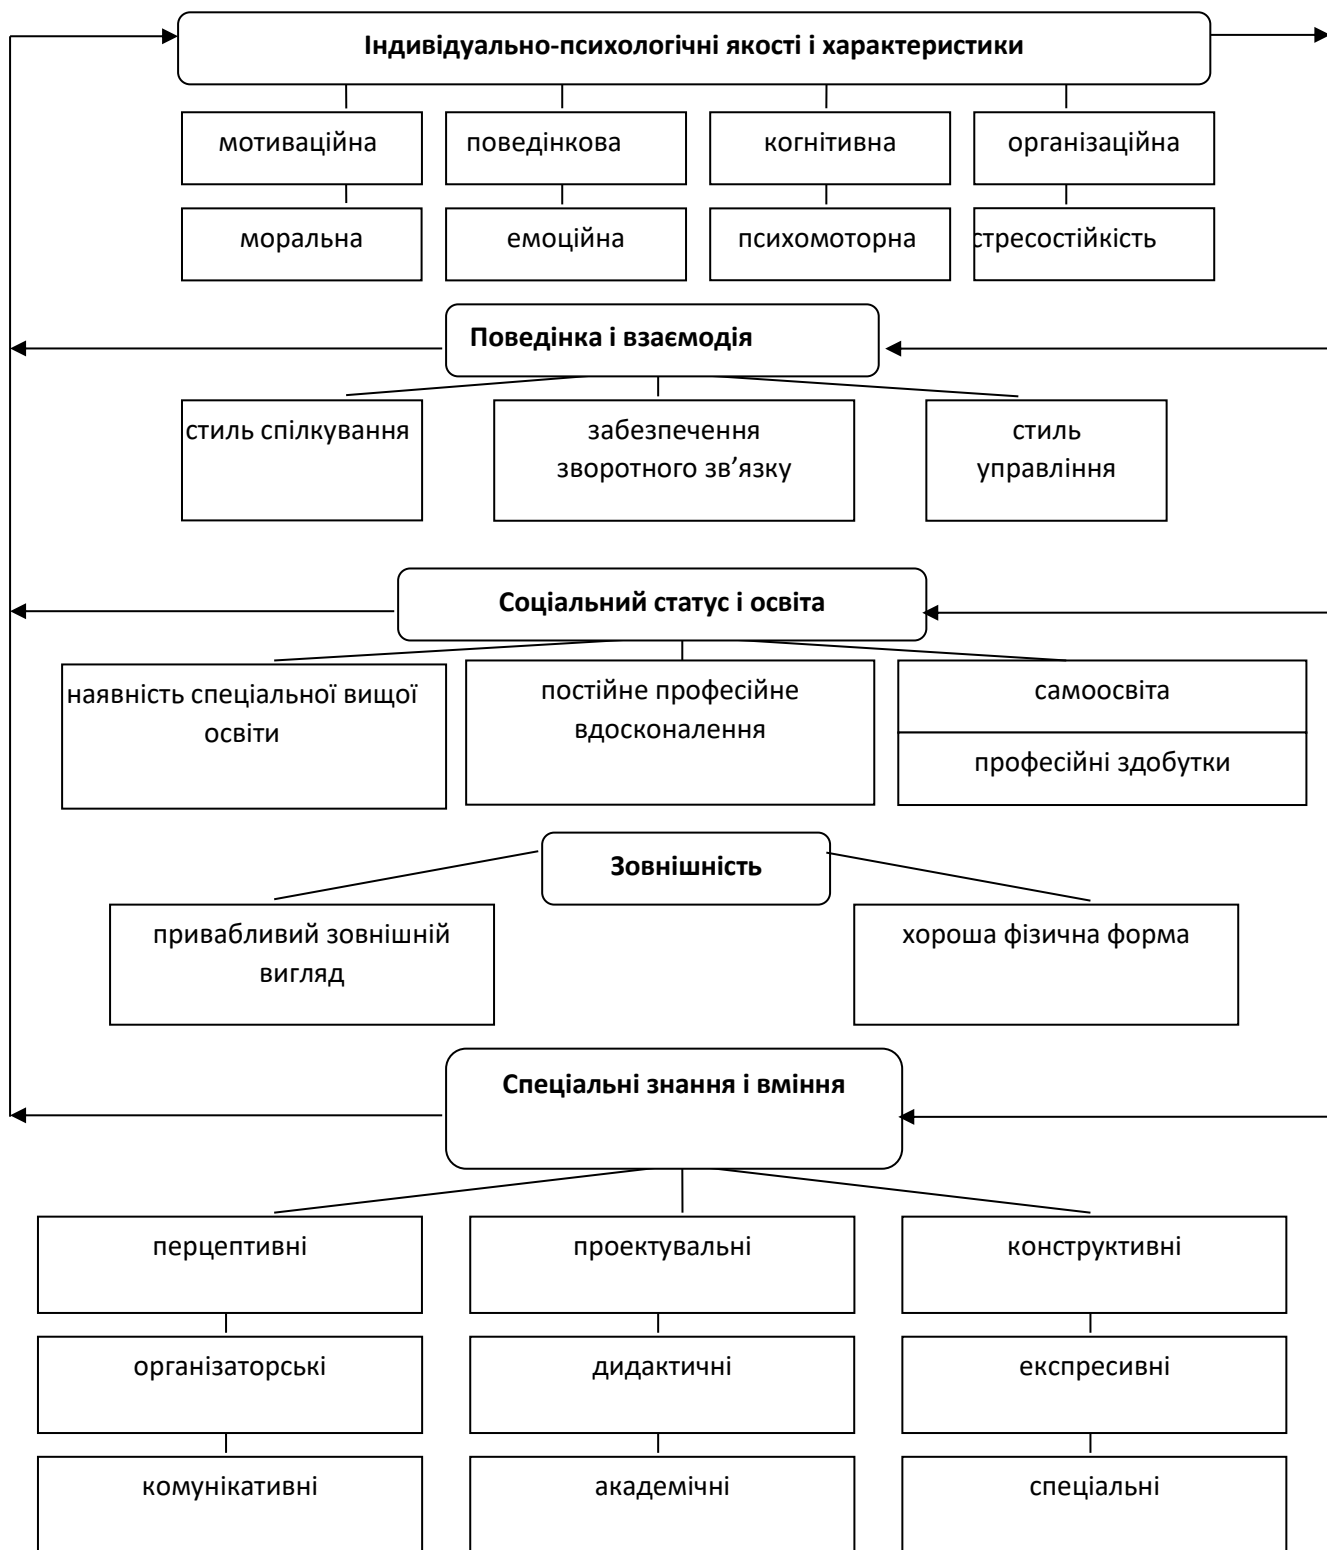 Індивідуально-психологічні якості і характеристики
мотиваційна
поведінкова
когнітивна
організаційна
моральна
емоційна
психомоторна
стресостійкість
Поведінка і взаємодія
стиль спілкування
забезпечення
зворотного зв’язку
стиль
управління
Соціальний статус і освіта
наявність спеціальної вищої
освіти
постійне професійне
вдосконалення
самоосвіта
професійні здобутки
Зовнішність
привабливий зовнішній
вигляд
хороша фізична форма
Спеціальні знання і вміння
перцептивні
проектувальні
конструктивні
організаторські
дидактичні
експресивні
комунікативні
академічні
спеціальні